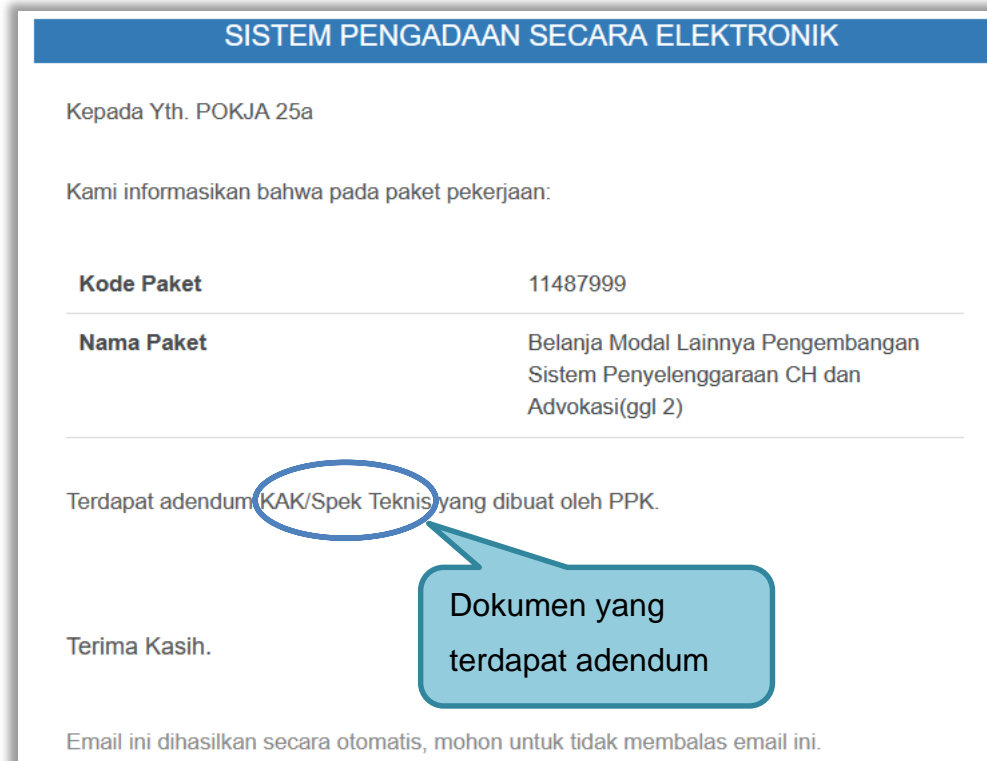 SISTEM PENGADAAN SECARA ELEKTRONIK
Kepada Yth. POKJA 25a
Kami informasikan bahwa pada paket pekerjaan:
Kode Paket 11487999
Nama Paket Belanja Modal Lainnya Pengembangan
Sistem Penyelenggaraan CH dan
Advokasi(ggl 2)
Terdapat adendum KAK/Spek Teknis yang dibuat oleh PPK.
Dokumen yang
terdapat adendum
Terima Kasih.
Email ini dihasilkan secara otomatis, mohon untuk tidak membalas email ini.